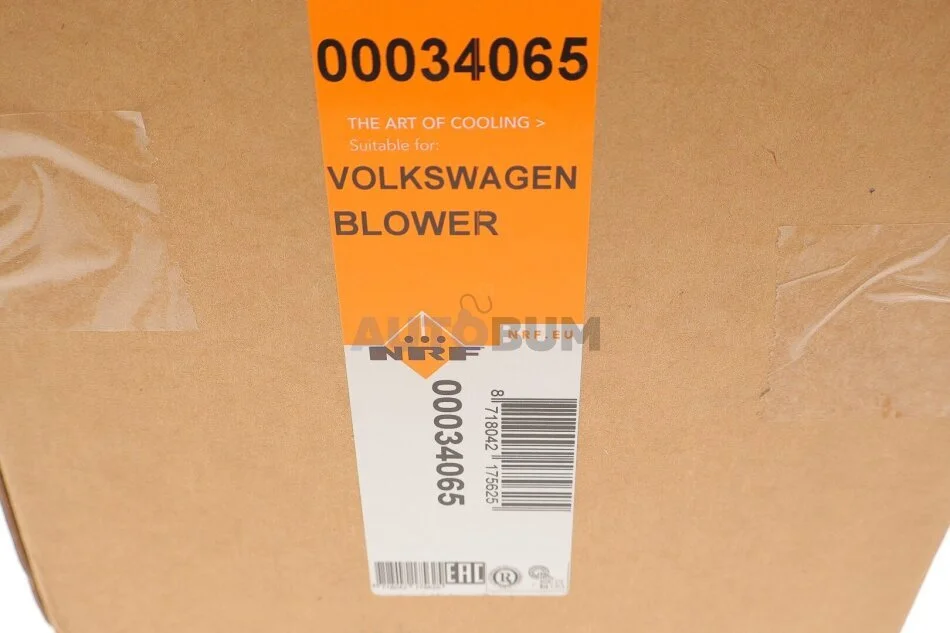 00034065
THE ART OF COOLING >
Suitable for:
VOLKSWAGEN
BLOWER
AUTOBUM
NRF.EU
NRF
00034065
8 718042 175625
EAC
R